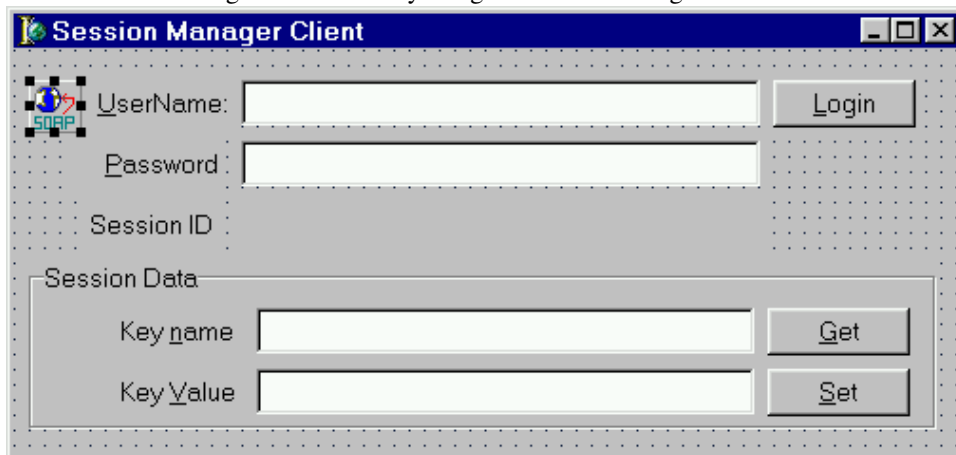 Session Manager Client
SOAP
UserName: Login
Password
Session ID
Session Data
Key name Get
Key Value Set